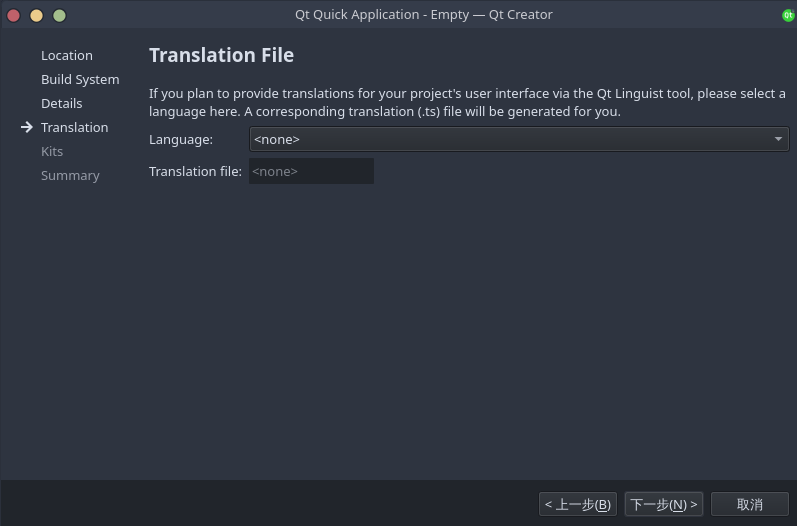 Qt Quick Application - Empty — Qt Creator
Qt
Location
Build System
Details
Translation
Kits
Summary
Translation File
If you plan to provide translations for your project's user interface via the Qt Linguist tool, please select a
language here. A corresponding translation (.ts) file will be generated for you.
Language: <none>
Translation file: <none>
< 上一步(B) 下一步(N) > 取消